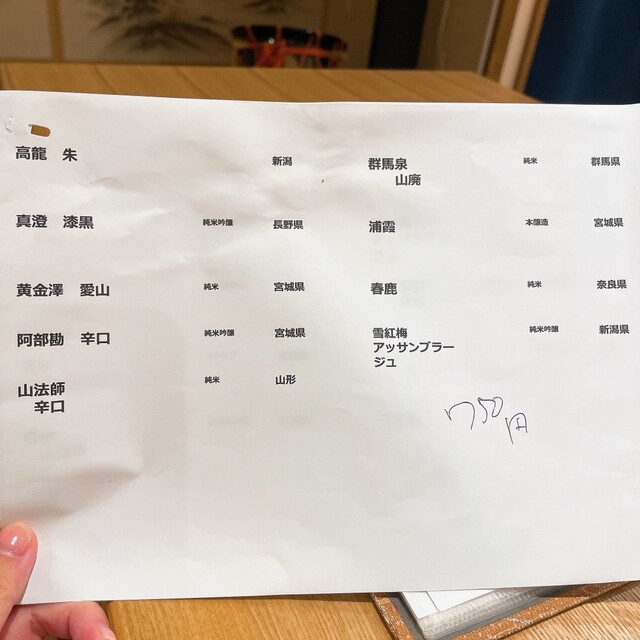 高龍 朱 新潟
真澄 漆黒 純米吟醸 長野県
黄金澤 愛山 純米 宮城県
阿部勘 辛口 純米吟醸 宮城県
山法師 純米 山形
辛口
群馬泉 純米 群馬県
山廃
浦霞 本醸造 宮城県
春鹿 純米 奈良県
雪紅梅 純米吟醸 新潟県
アッサンブラー
ジュ
750円